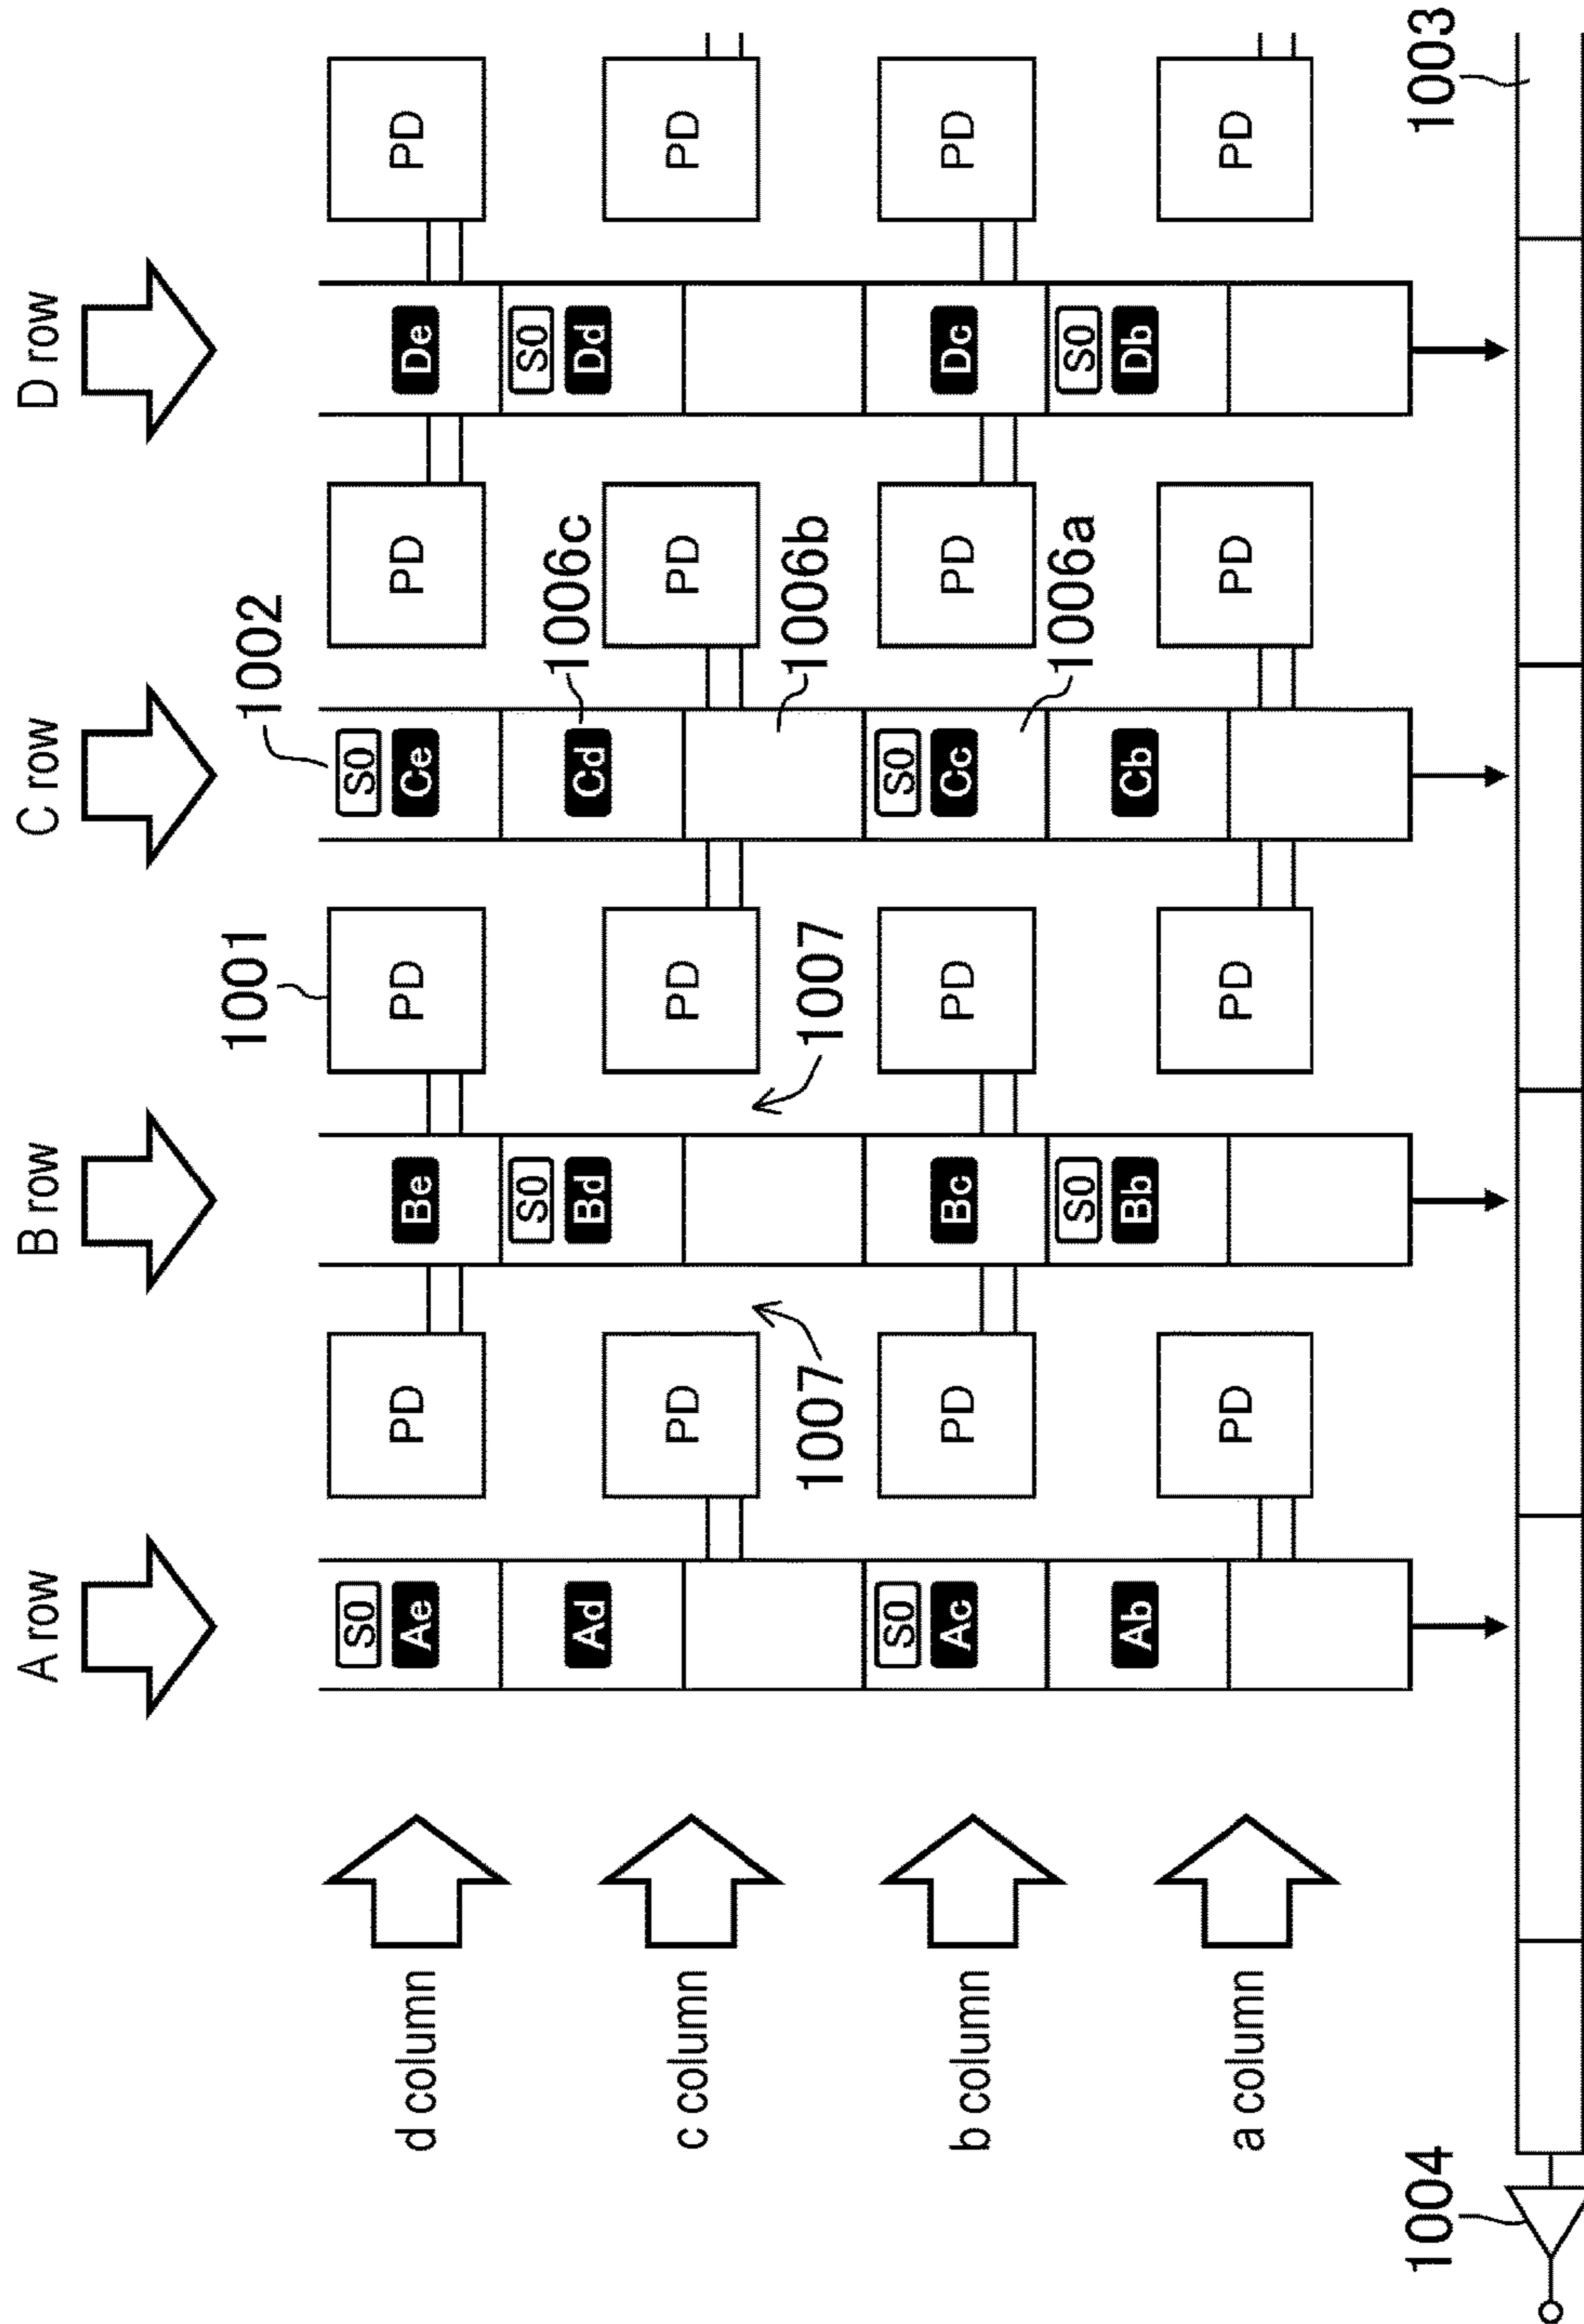 A row B row C row D row
1001 1002
S0 S0
d column Ae PD Be PD Ce PD De PD
S0 S0
1006c
Ad Bd Cd Dd
c column PD PD PD PD
1007 1007 1006b
S0 S0
b column Ac PD Bc PD Cc PD Dc PD
1006a
S0 S0
Ab Bb Cb Db
a column PD PD PD PD
1004 1003